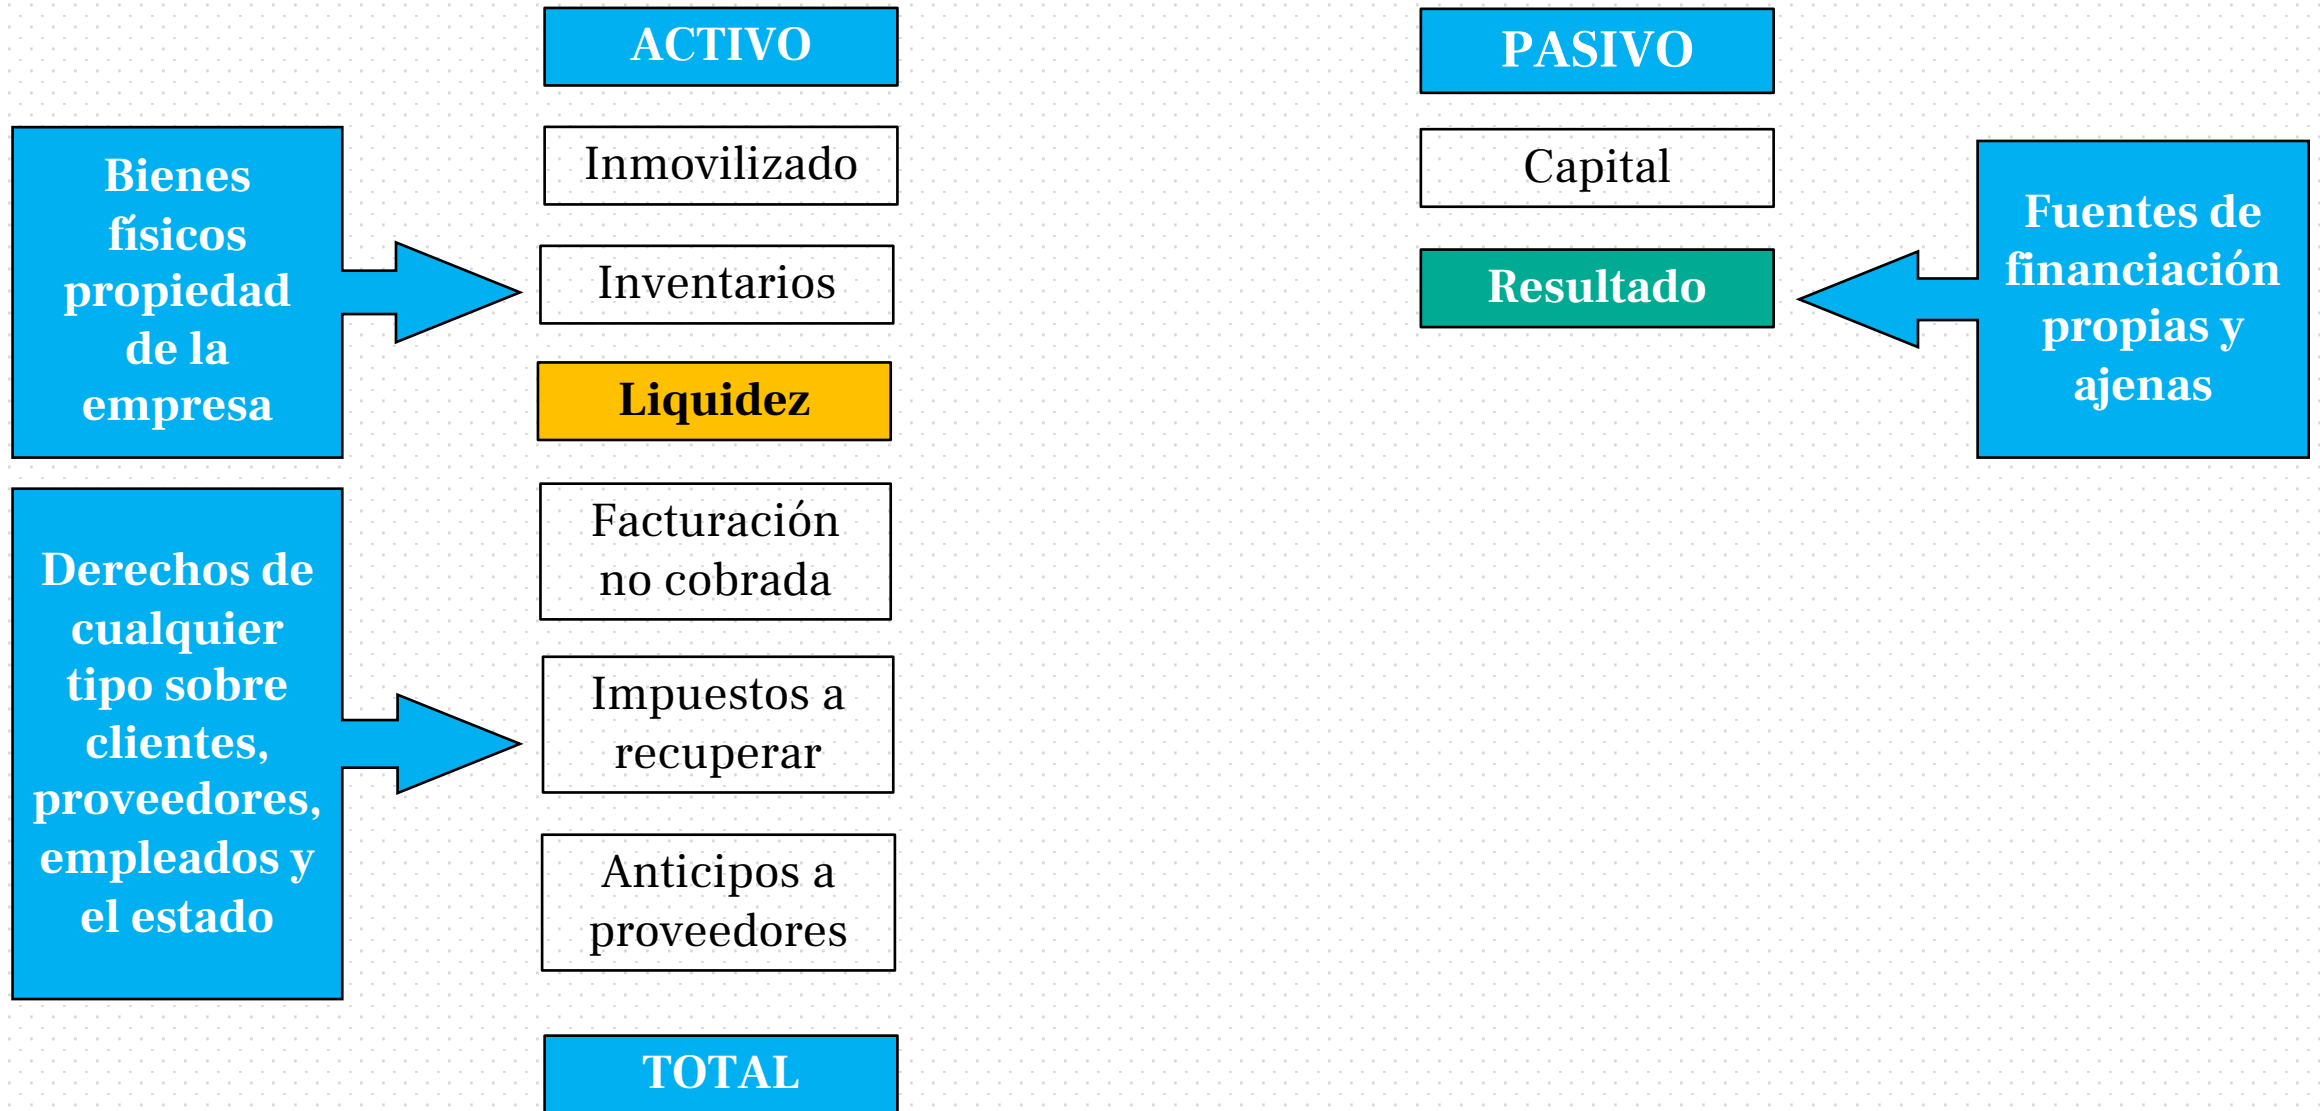 ACTIVO
PASIVO
Bienes
físicos
propiedad
de la
empresa
Inmovilizado
Inventarios
Liquidez
Capital
Resultado
Fuentes de
financiación
propias y
ajenas
Derechos de
cualquier
tipo sobre
clientes,
proveedores,
empleados y
el estado
Facturación
no cobrada
Impuestos a
recuperar
Anticipos a
proveedores
TOTAL